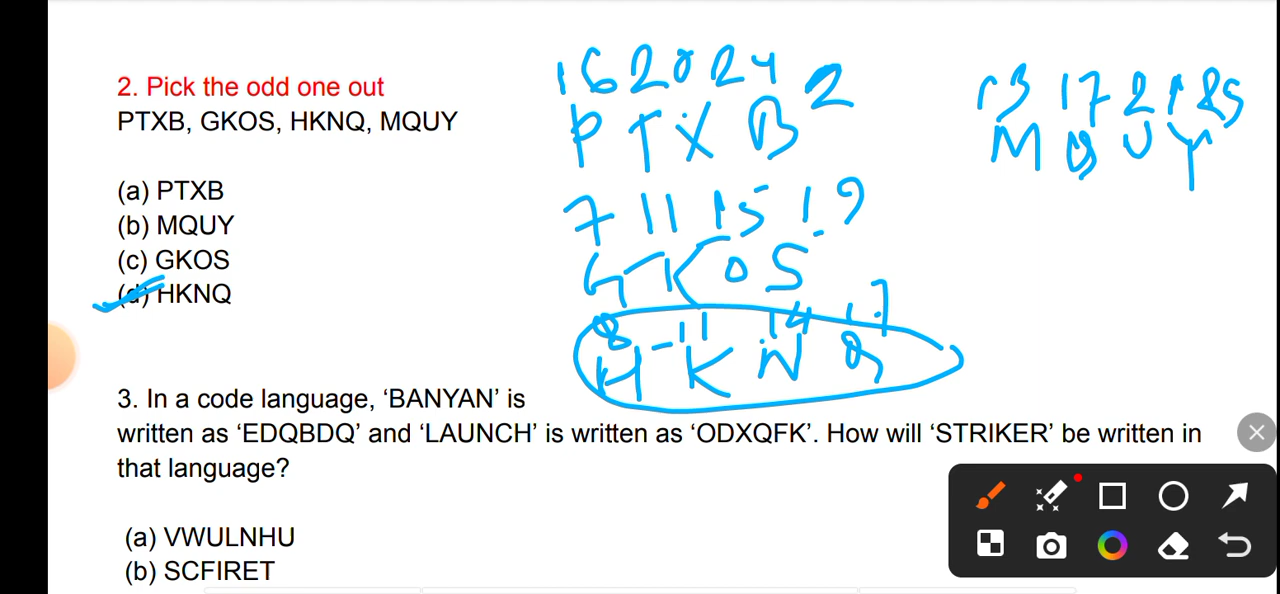 2. Pick the odd one out
PTXB, GKOS, HKNQ, MQUY
(a) PTXB
(b) MQUY
(c) GKOS
(d) HKNQ
16 20 24 2
P T X B
13 17 21 25
M Q U Y
7 11 15 19
G K O S
8 11 14 17
H K N Q
3. In a code language, ‘BANYAN’ is
written as ‘EDQBDQ’ and ‘LAUNCH’ is written as ‘ODXQFK’. How will ‘STRIKER’ be written in
that language?
(a) VWULNHU
(b) SCFIRET